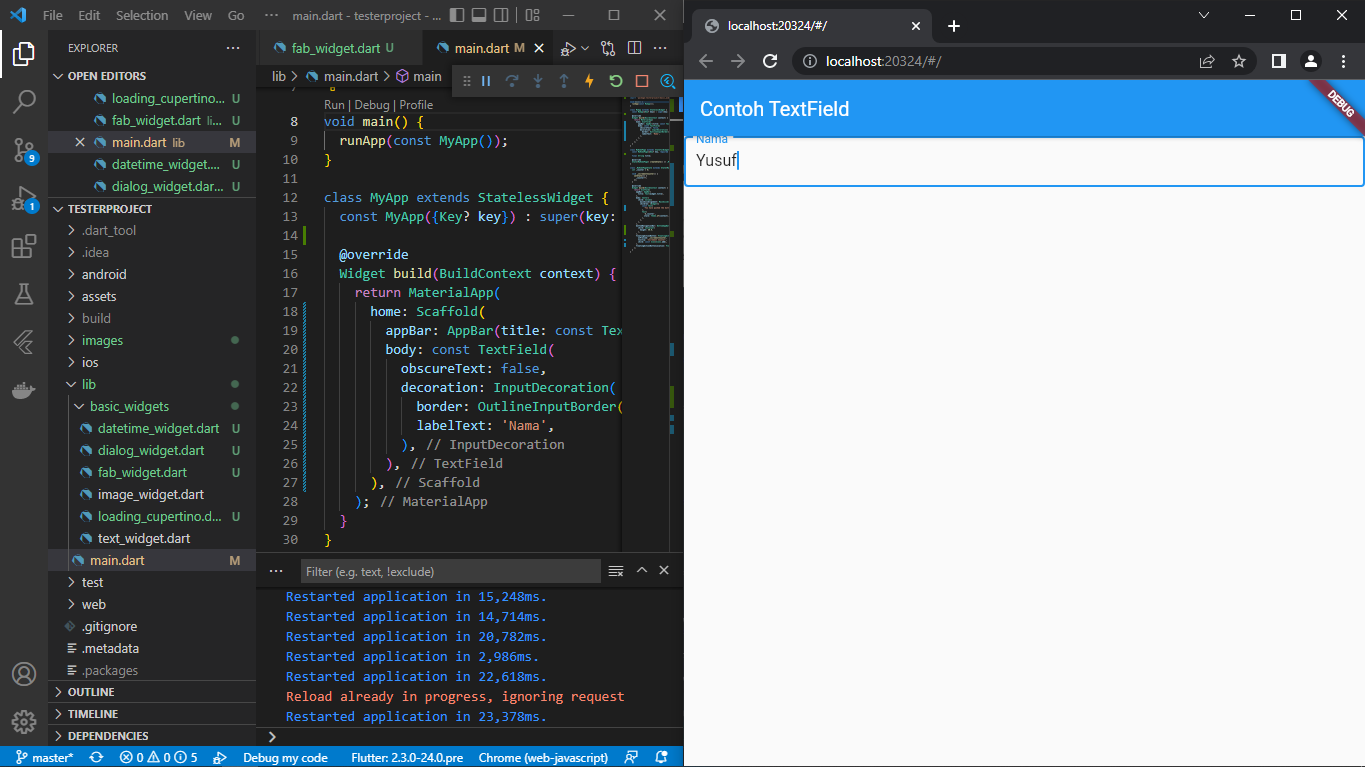 File Edit Selection View Go ··· main.dart - testerproject - ...
EXPLORER
OPEN EDITORS
loading_cupertino... U
fab_widget.dart li... U
main.dart lib M
datetime_widget.... U
dialog_widget.dar... U
TESTERPROJECT
.dart_tool
.idea
android
assets
build
images
ios
lib
basic_widgets
datetime_widget.dart U
dialog_widget.dart U
fab_widget.dart U
image_widget.dart
loading_cupertino.d... U
text_widget.dart
main.dart M
test
web
.gitignore
.metadata
.packages
OUTLINE
TIMELINE
DEPENDENCIES
9
1
fab_widget.dart U
main.dart M
lib > main.dart > main
Run | Debug | Profile
8 void main() {
9 runApp(const MyApp());
10 }
11
12 class MyApp extends StatelessWidget {
13 const MyApp({Key? key}) : super(key:
14
15 @override
16 Widget build(BuildContext context) {
17 return MaterialApp(
18 home: Scaffold(
19 appBar: AppBar(title: const Tex
20 body: const TextField(
21 obscureText: false,
22 decoration: InputDecoration(
23 border: OutlineInputBorder(
24 labelText: 'Nama',
25 ), // InputDecoration
26 ), // TextField
27 ), // Scaffold
28 ); // MaterialApp
29 }
30 }
Filter (e.g. text, !exclude)
Restarted application in 15,248ms.
Restarted application in 14,714ms.
Restarted application in 20,782ms.
Restarted application in 2,986ms.
Restarted application in 22,618ms.
Reload already in progress, ignoring request
Restarted application in 23,378ms.
master* 0 0 5 Debug my code Flutter: 2.3.0-24.0.pre Chrome (web-javascript)
localhost:20324/#/
localhost:20324/#/
Contoh TextField
DEBUG
Nama
Yusuf